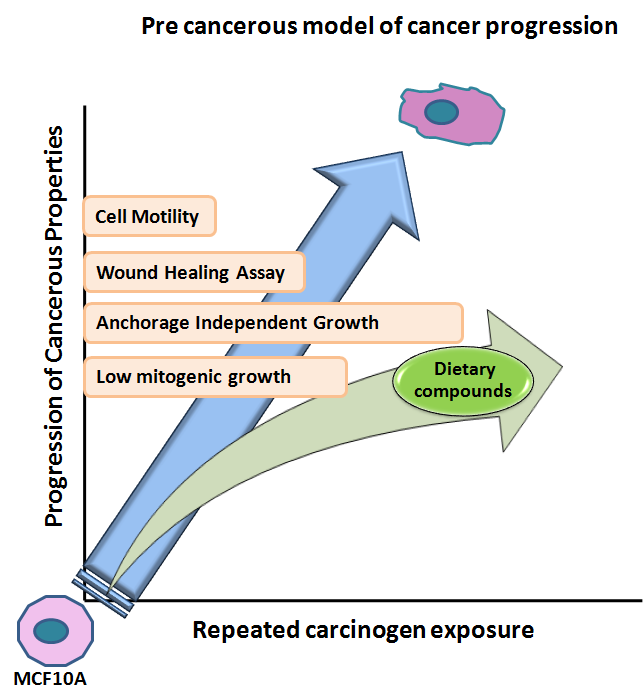 Pre cancerous model of cancer progression
Progression of Cancerous Properties
Cell Motility
Wound Healing Assay
Anchorage Independent Growth
Low mitogenic growth
Dietary
compounds
Repeated carcinogen exposure
MCF10A